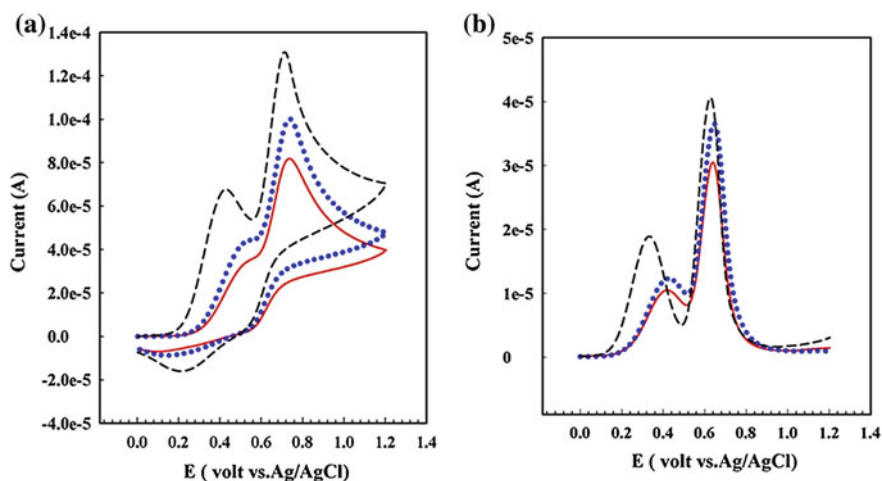 (a)
1.4e-4
1.2e-4
1.0e-4
8.0e-5
6.0e-5
4.0e-5
2.0e-5
0.0
-2.0e-5
-4.0e-5
Current (A)
0.0 0.2 0.4 0.6 0.8 1.0 1.2 1.4
E ( volt vs.Ag/AgCl)
(b)
5e-5
4e-5
3e-5
2e-5
1e-5
0
Current (A)
0.0 0.2 0.4 0.6 0.8 1.0 1.2 1.4
E ( volt vs.Ag/AgCl)